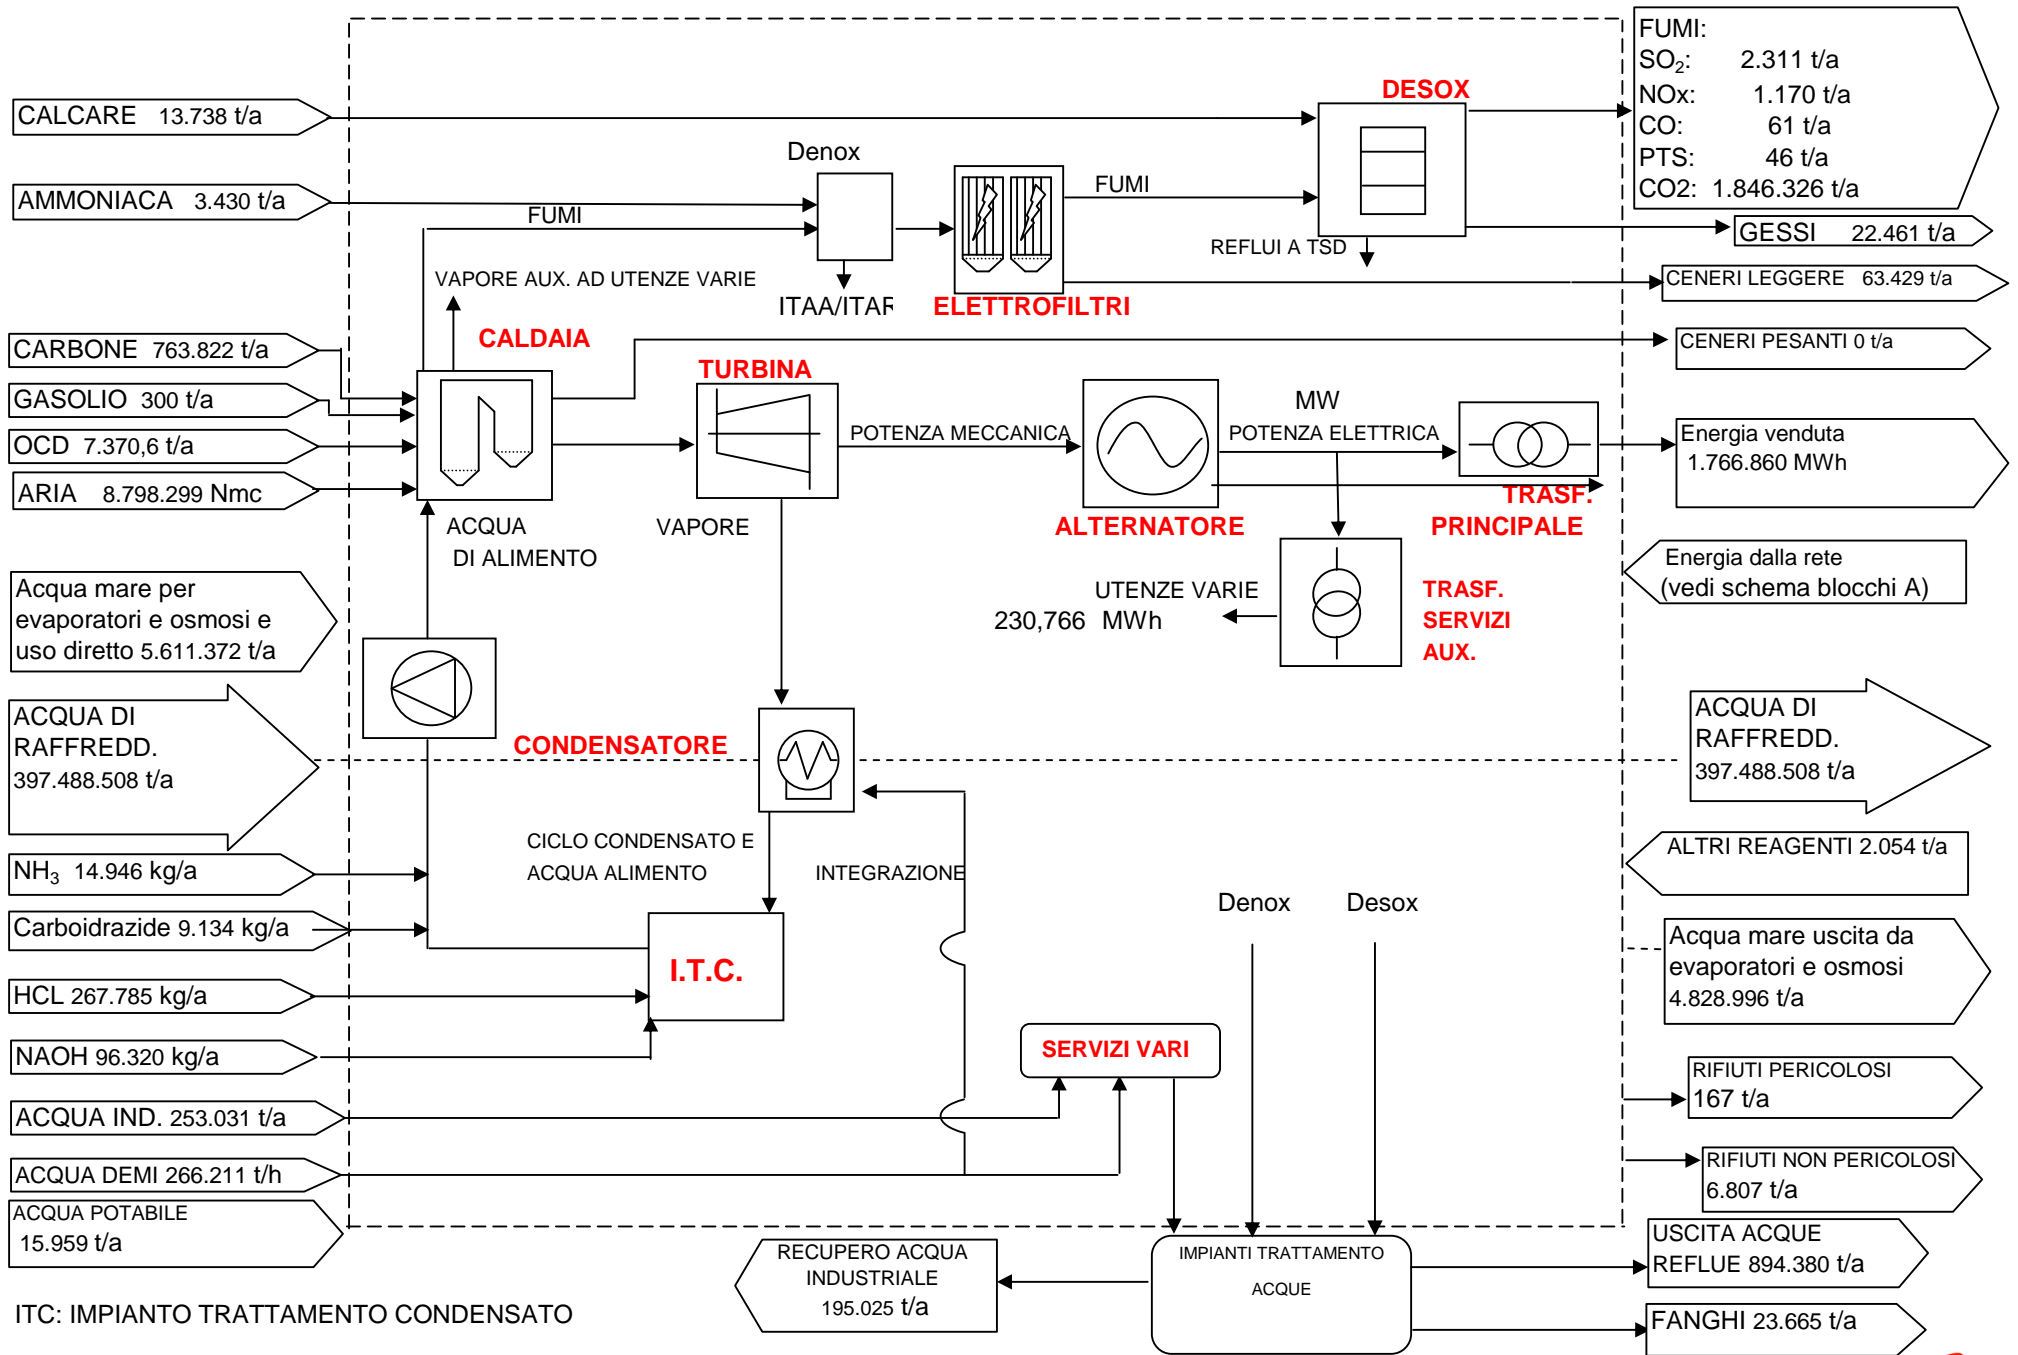 FUMI:
SO₂: 2.311 t/a
NOx: 1.170 t/a
CO: 61 t/a
PTS: 46 t/a
CO2: 1.846.326 t/a
DESOX
CALCARE 13.738 t/a
Denox
AMMONIACA 3.430 t/a
FUMI
FUMI
GESSI 22.461 t/a
REFLUI A TSD
VAPORE AUX. AD UTENZE VARIE
CENERI LEGGERE 63.429 t/a
ITAA/ITAR
ELETTROFILTRI
CALDAIA
CARBONE 763.822 t/a
CENERI PESANTI 0 t/a
TURBINA
GASOLIO 300 t/a
MW
OCD 7.370,6 t/a
POTENZA MECCANICA
POTENZA ELETTRICA
Energia venduta
1.766.860 MWh
ARIA 8.798.299 Nmc
TRASF.
PRINCIPALE
ALTERNATORE
ACQUA
DI ALIMENTO
VAPORE
Energia dalla rete
(vedi schema blocchi A)
Acqua mare per
evaporatori e osmosi e
uso diretto 5.611.372 t/a
UTENZE VARIE
230,766 MWh
TRASF.
SERVIZI
AUX.
ACQUA DI
RAFFREDD.
397.488.508 t/a
CONDENSATORE
ACQUA DI
RAFFREDD.
397.488.508 t/a
CICLO CONDENSATO E
ACQUA ALIMENTO
INTEGRAZIONE
ALTRI REAGENTI 2.054 t/a
NH₃ 14.946 kg/a
Denox
Desox
Carboidrazide 9.134 kg/a
Acqua mare uscita da
evaporatori e osmosi
4.828.996 t/a
I.T.C.
HCL 267.785 kg/a
NAOH 96.320 kg/a
SERVIZI VARI
RIFIUTI PERICOLOSI
167 t/a
ACQUA IND. 253.031 t/a
ACQUA DEMI 266.211 t/h
RIFIUTI NON PERICOLOSI
6.807 t/a
ACQUA POTABILE
15.959 t/a
RECUPERO ACQUA
INDUSTRIALE
195.025 t/a
IMPIANTI TRATTAMENTO
ACQUE
USCITA ACQUE
REFLUE 894.380 t/a
ITC: IMPIANTO TRATTAMENTO CONDENSATO
FANGHI 23.665 t/a